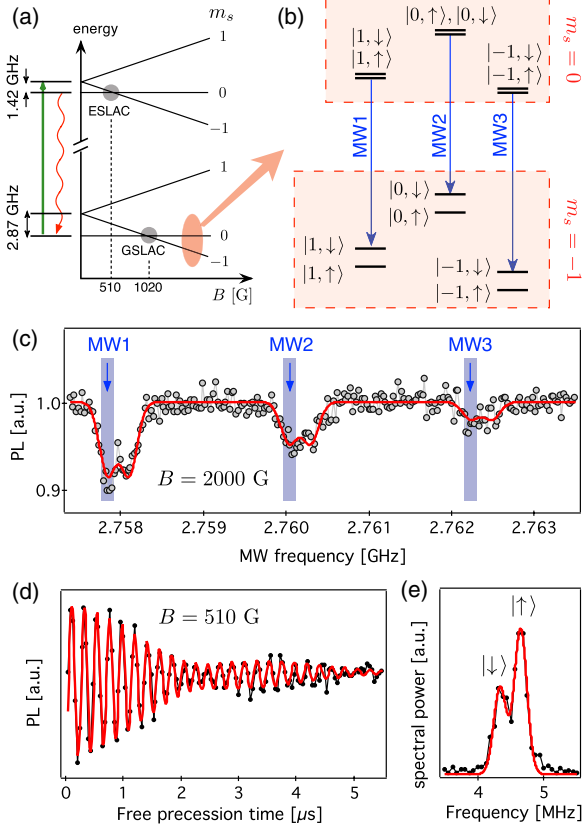 (a)
energy
m_s
1
0
−1
ESLAC
1.42 GHz
1
0
−1
GSLAC
2.87 GHz
510
1020
B [G]
(b)
|0,↑⟩,|0,↓⟩
|1,↓⟩
|1,↑⟩
|−1,↓⟩
|−1,↑⟩
m_s=0
MW1
MW2
MW3
|0,↓⟩
|0,↑⟩
|1,↓⟩
|1,↑⟩
|−1,↓⟩
|−1,↑⟩
m_s=−1
(c)
MW1
MW2
MW3
PL [a.u.]
1.0
0.9
B = 2000 G
2.758
2.759
2.760
2.761
2.762
2.763
MW frequency [GHz]
(d)
B = 510 G
PL [a.u.]
0
1
2
3
4
5
Free precession time [µs]
(e)
|↑⟩
|↓⟩
spectral power [a.u.]
4
5
Frequency [MHz]